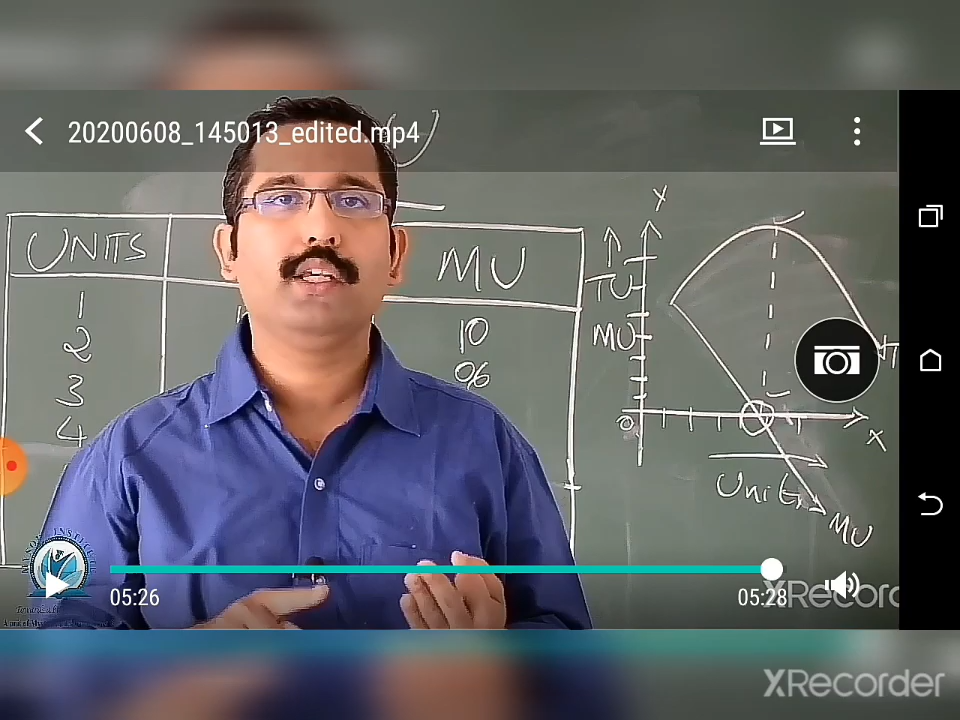 20200608_145013_edited.mp4
UNITS
MU
1
10
2
06
3
4
Y
TU
MU
0
X
Units
MU
05:26
05:28
XRecorder